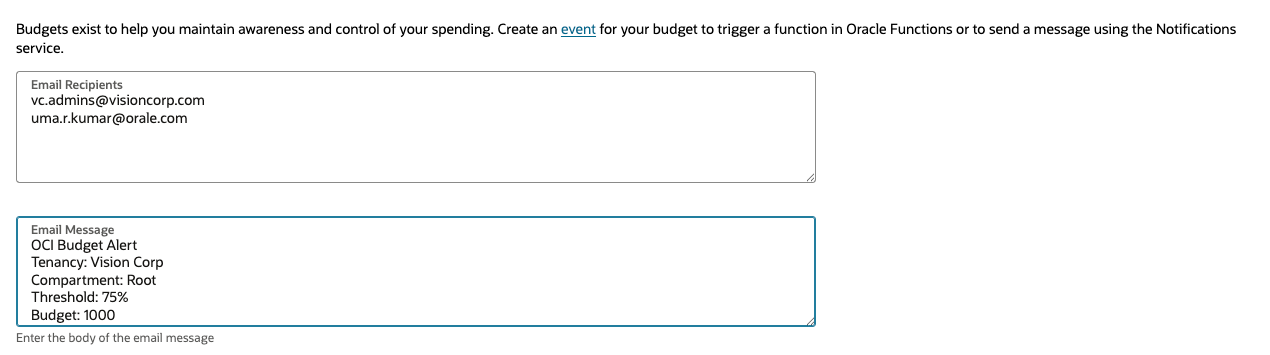 Budgets exist to help you maintain awareness and control of your spending. Create an event for your budget to trigger a function in Oracle Functions or to send a message using the Notifications
service.
Email Recipients
vc.admins@visioncorp.com
uma.r.kumar@orale.com
Email Message
OCI Budget Alert
Tenancy: Vision Corp
Compartment: Root
Threshold: 75%
Budget: 1000
Enter the body of the email message